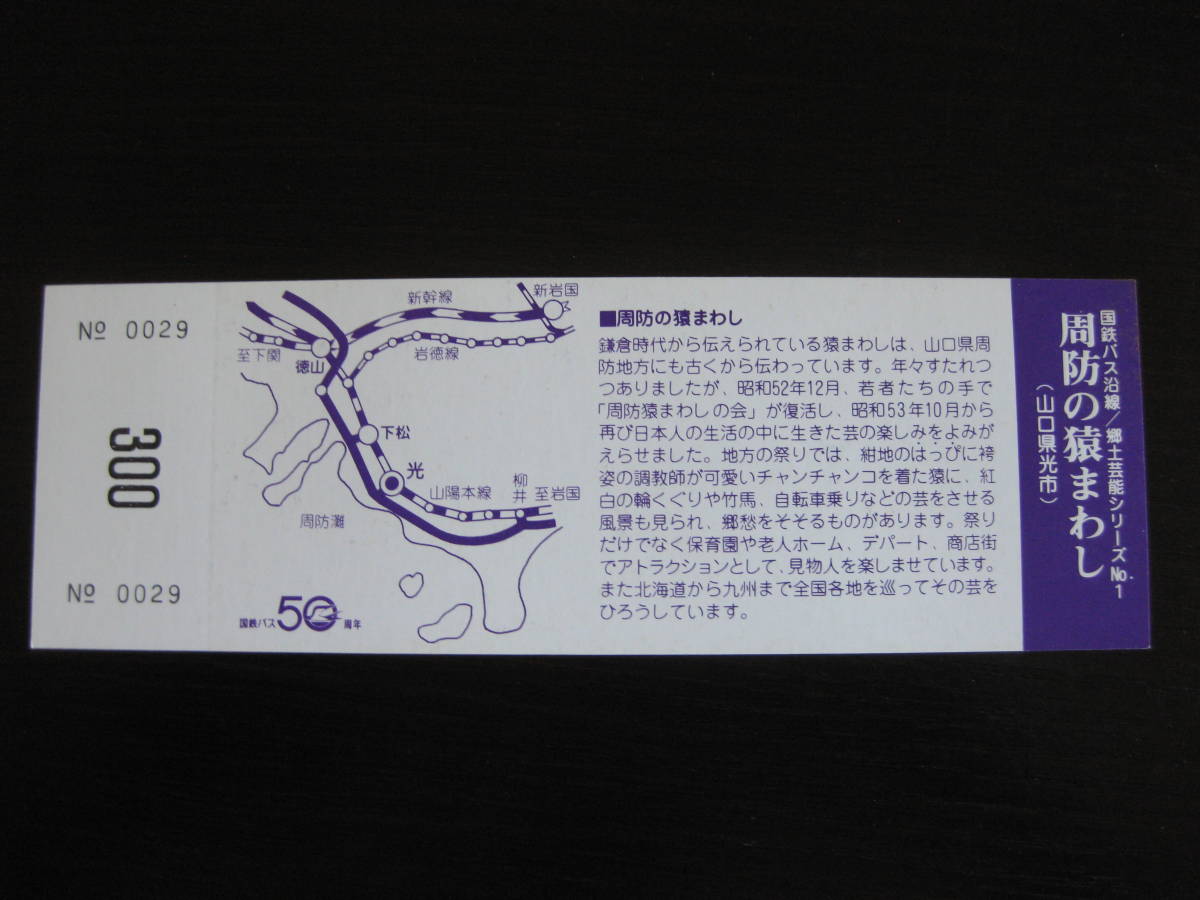 No 0029
300
No 0029
新幹線
新岩国
至下関
徳山
岩徳線
下松
光
山陽本線
柳井
至岩国
周防灘
国鉄バス50周年
■周防の猿まわし
鎌倉時代から伝えられている猿まわしは、山口県周
防地方にも古くから伝わっています。年々すたれつ
つありましたが、昭和52年12月、若者たちの手で
「周防猿まわしの会」が復活し、昭和53年10月から
再び日本人の生活の中に生きた芸の楽しみをよみが
えらせました。地方の祭りでは、紺地のはっぴに袴
姿の調教師が可愛いチャンチャンコを着た猿に、紅
白の輪くぐりや竹馬、自転車乗りなどの芸をさせる
風景も見られ、郷愁をそそるものがあります。祭り
だけでなく保育園や老人ホーム、デパート、商店街
でアトラクションとして、見物人を楽しませています。
また北海道から九州まで全国各地を巡ってその芸を
ひろうしています。
国鉄バス沿線/郷土芸能シリーズNo.1
周防の猿まわし
(山口県光市)